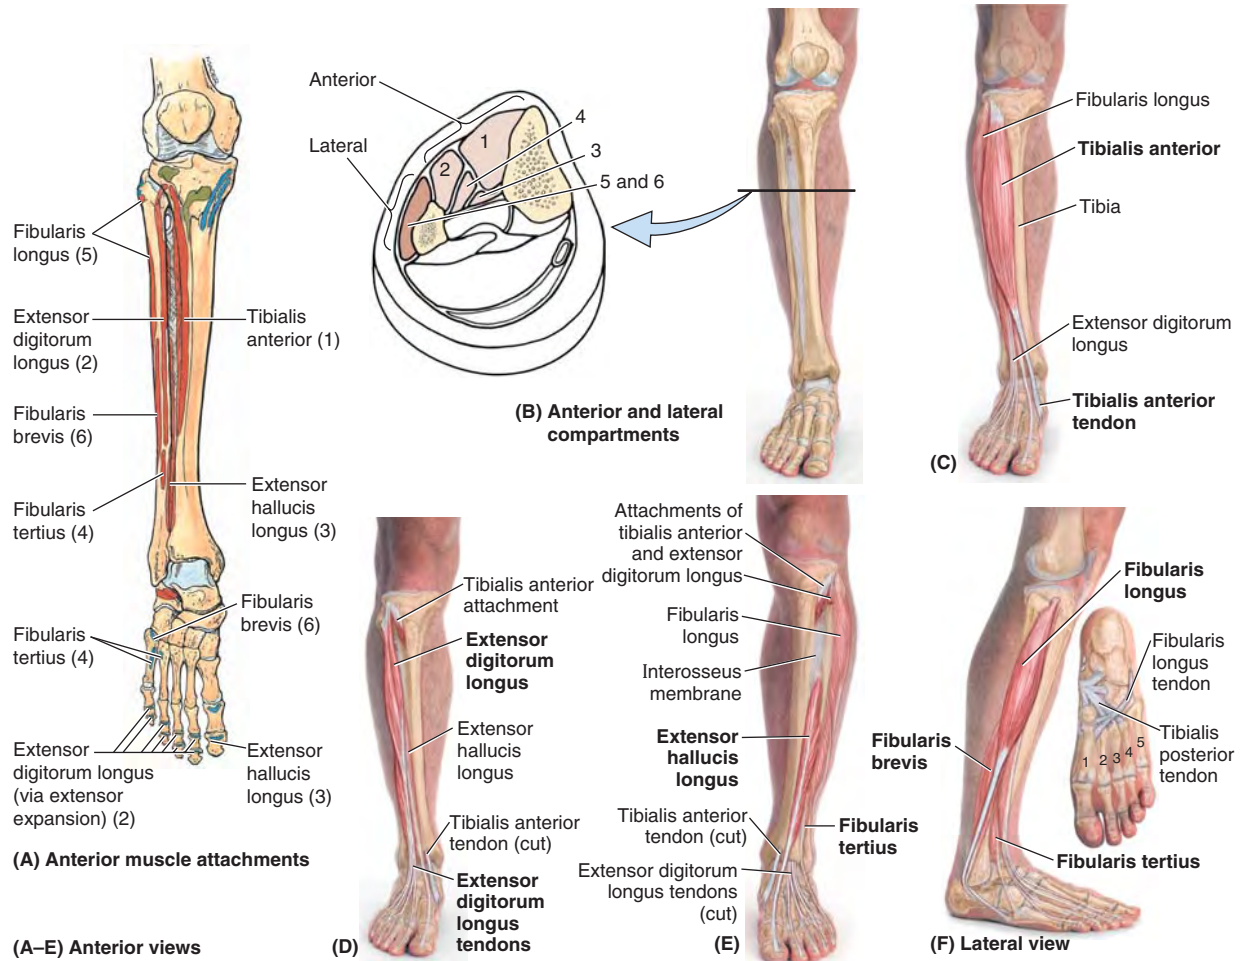 Fibularis
longus (5)
Extensor
digitorum
longus (2)
Tibialis
anterior (1)
Fibularis
brevis (6)
Fibularis
tertius (4)
Extensor
hallucis
longus (3)
Fibularis
brevis (6)
Fibularis
tertius (4)
Extensor
digitorum longus
(via extensor
expansion) (2)
Extensor
hallucis
longus (3)
(A) Anterior muscle attachments
(A–E) Anterior views
Anterior
Lateral
1
2
4
3
5 and 6
(B) Anterior and lateral
compartments
Fibularis longus
Tibialis anterior
Tibia
Extensor digitorum
longus
Tibialis anterior
tendon
(C)
Tibialis anterior
attachment
Extensor
digitorum
longus
Extensor
hallucis
longus
Tibialis anterior
tendon (cut)
Extensor
digitorum
longus
tendons
(D)
Attachments of
tibialis anterior
and extensor
digitorum longus
Fibularis
longus
Interosseus
membrane
Extensor
hallucis
longus
Tibialis anterior
tendon (cut)
Fibularis
tertius
Extensor digitorum
longus tendons
(cut)
(E)
Fibularis
longus
Fibularis
longus
tendon
Tibialis
posterior
tendon
Fibularis
brevis
1 2 3 4 5
Fibularis tertius
(F) Lateral view